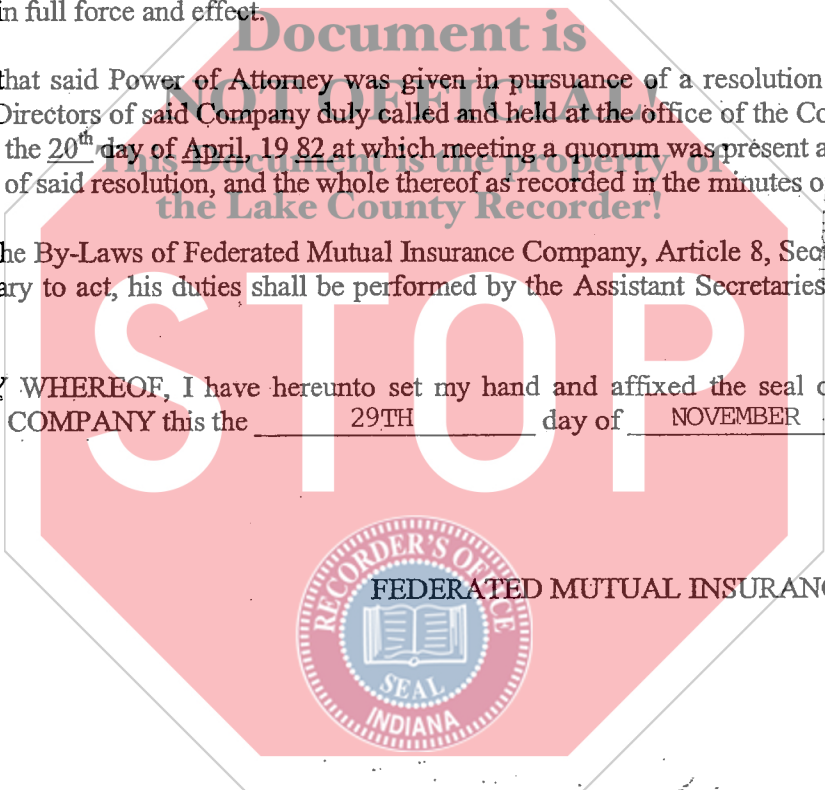 in full force and effect.
Document is
that said Power of Attorney was given in pursuance of a resolution
NOT OFFICIAL!
Directors of said Company duly called and held at the office of the Co
the 20th day of April, 19 82 at which meeting a quorum was present a
This Document is the property of
of said resolution, and the whole thereof as recorded in the minutes o
the Lake County Recorder!
he By-Laws of Federated Mutual Insurance Company, Article 8, Sec
ary to act, his duties shall be performed by the Assistant Secretaries
STOP
WHEREOF, I have hereunto set my hand and affixed the seal o
COMPANY this the 29TH day of NOVEMBER
RECORDER'S OFFICE
FEDERATED MUTUAL INSURANC
SEAL
INDIANA